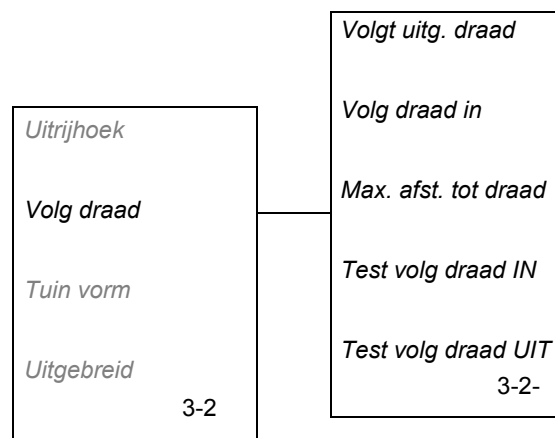 Uitrijhoek
Volg draad
Tuin vorm
Uitgebreid
3-2
Volgt uitg. draad
Volg draad in
Max. afst. tot draad
Test volg draad IN
Test volg draad UIT
3-2-